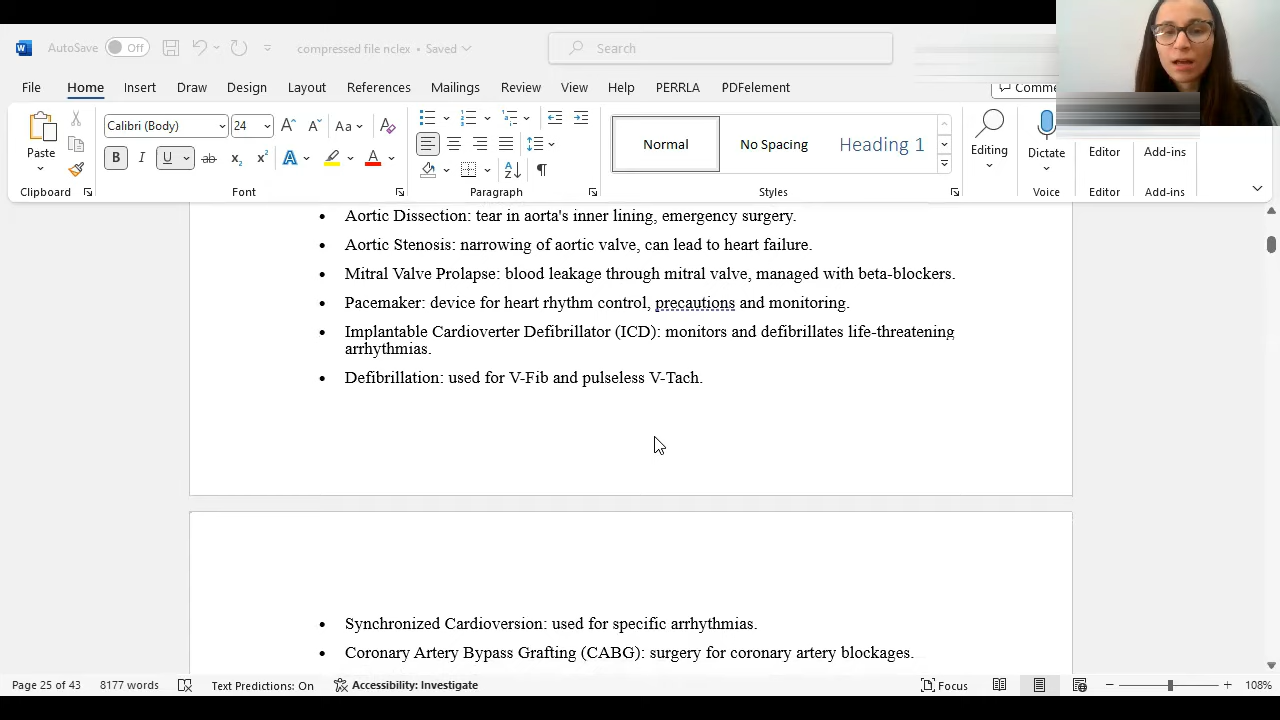 AutoSave Off compressed file nclex - Saved Search
File Home Insert Draw Design Layout References Mailings Review View Help PERRLA PDFelement Comme
Paste Calibri (Body) 24 Aa A A B I U ab x₂ x² A A Normal No Spacing Heading 1 Editing Dictate Editor Add-ins
Clipboard Font Paragraph Styles Voice Editor Add-ins
• Aortic Dissection: tear in aorta's inner lining, emergency surgery.
• Aortic Stenosis: narrowing of aortic valve, can lead to heart failure.
• Mitral Valve Prolapse: blood leakage through mitral valve, managed with beta-blockers.
• Pacemaker: device for heart rhythm control, precautions and monitoring.
• Implantable Cardioverter Defibrillator (ICD): monitors and defibrillates life-threatening
arrhythmias.
• Defibrillation: used for V-Fib and pulseless V-Tach.
• Synchronized Cardioversion: used for specific arrhythmias.
• Coronary Artery Bypass Grafting (CABG): surgery for coronary artery blockages.
Page 25 of 43 8177 words Text Predictions: On Accessibility: Investigate Focus 108%